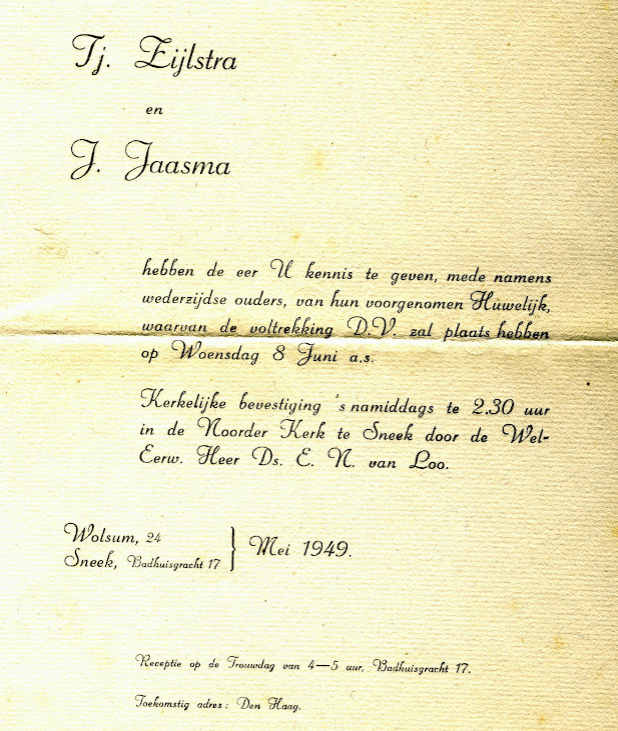 Tj. Zijlstra
en
J. Jaasma
hebben de eer U kennis te geven, mede namens
wederzijdse ouders, van hun voorgenomen Huwelijk,
waarvan de voltrekking D.V. zal plaats hebben
op Woensdag 8 Juni a.s.
Kerkelijke bevestiging 's namiddags te 2.30 uur
in de Noorder Kerk te Sneek door de Wel-
Eerw. Heer Ds. E. N. van Loo.
Wolsum, 24
Sneek, Badhuisgracht 17 } Mei 1949.
Receptie op de Trouwdag van 4—5 uur, Badhuisgracht 17.
Toekomstig adres: Den Haag.